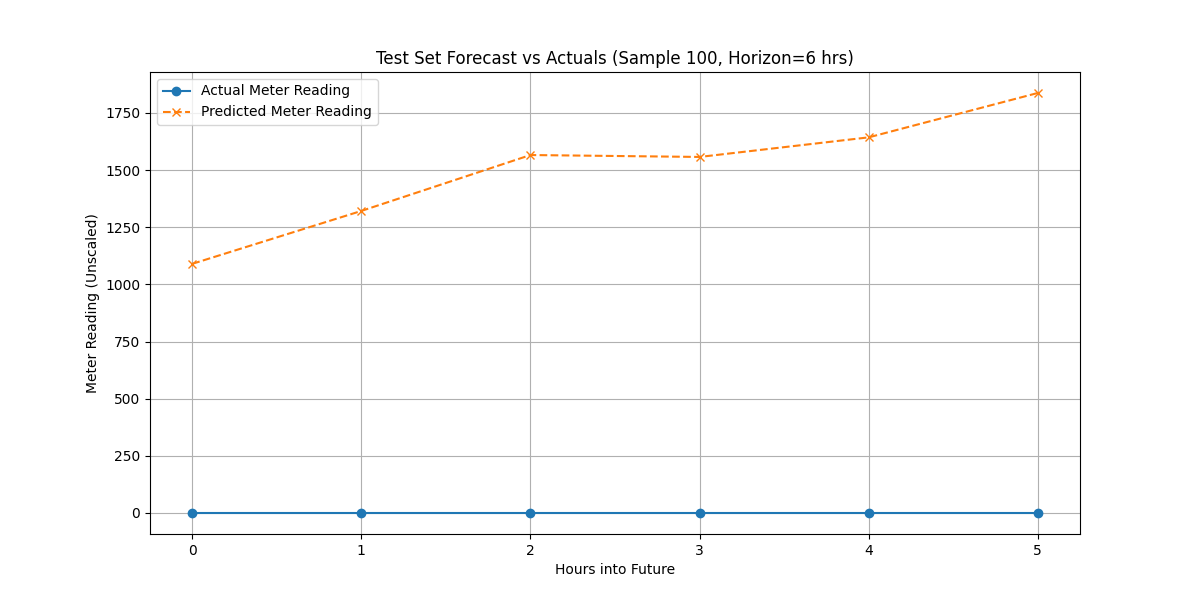 Test Set Forecast vs Actuals (Sample 100, Horizon=6 hrs)
Actual Meter Reading
Predicted Meter Reading
Meter Reading (Unscaled)
1750
1500
1250
1000
750
500
250
0
0 1 2 3 4 5
Hours into Future